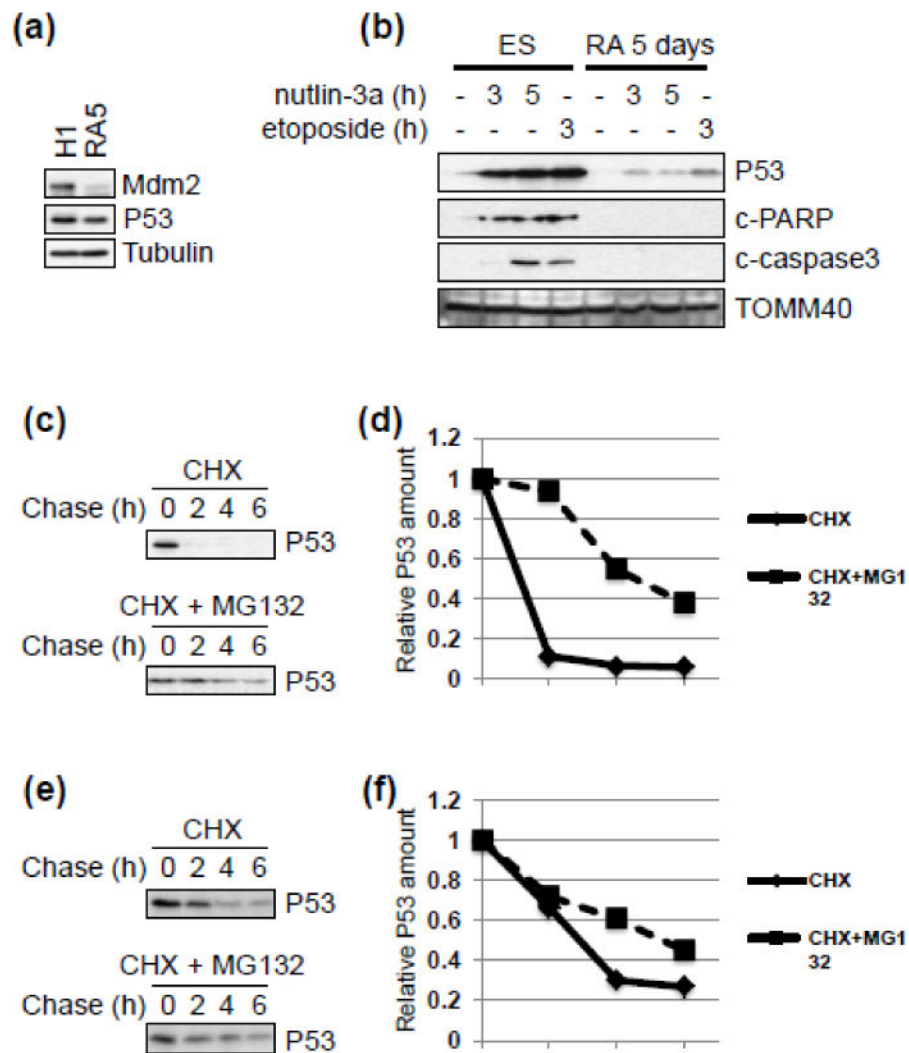 (a)
H1 RA5
Mdm2
P53
Tubulin
(b)
ES RA 5 days
nutlin-3a (h) - 3 5 - - 3 5 -
etoposide (h) - - - 3 - - - 3
P53
c-PARP
c-caspase3
TOMM40
(c)
CHX
Chase (h) 0 2 4 6
P53
CHX + MG132
Chase (h) 0 2 4 6
P53
(d)
Relative P53 amount
1.2
1
0.8
0.6
0.4
0.2
0
CHX
CHX+MG1
32
(e)
CHX
Chase (h) 0 2 4 6
P53
CHX + MG132
Chase (h) 0 2 4 6
P53
(f)
Relative P53 amount
1.2
1
0.8
0.6
0.4
0.2
0
CHX
CHX+MG1
32